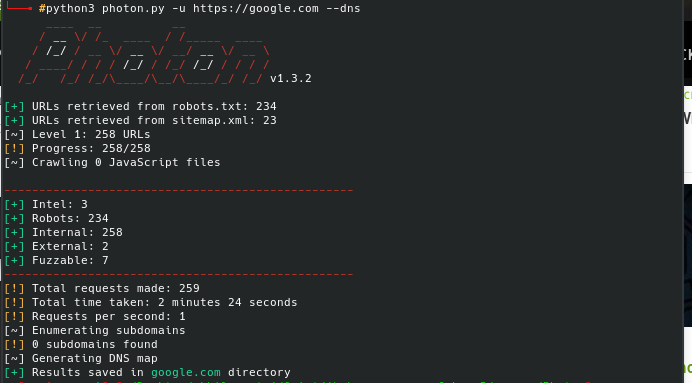 #python3 photon.py -u https://google.com --dns
v1.3.2
[+] URLs retrieved from robots.txt: 234
[+] URLs retrieved from sitemap.xml: 23
[~] Level 1: 258 URLs
[!] Progress: 258/258
[~] Crawling 0 JavaScript files
--------------------------------------------------
[+] Intel: 3
[+] Robots: 234
[+] Internal: 258
[+] External: 2
[+] Fuzzable: 7
--------------------------------------------------
[!] Total requests made: 259
[!] Total time taken: 2 minutes 24 seconds
[!] Requests per second: 1
[~] Enumerating subdomains
[!] 0 subdomains found
[~] Generating DNS map
[+] Results saved in google.com directory